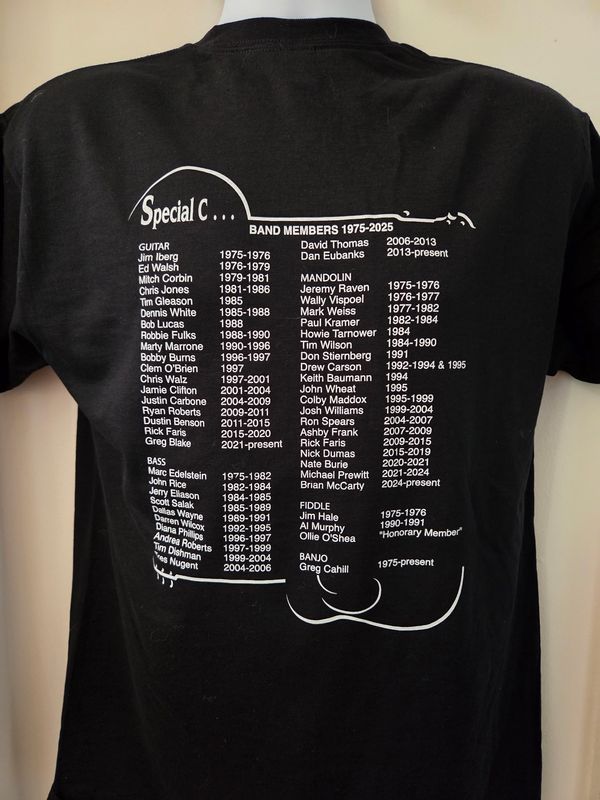 Special C ...
BAND MEMBERS 1975-2025
GUITAR
Jim Iberg 1975-1976
Ed Walsh 1976-1979
Mitch Corbin 1979-1981
Chris Jones 1981-1986
Tim Gleason 1985
Dennis White 1985-1988
Bob Lucas 1988
Robbie Fulks 1988-1990
Marty Marrone 1990-1996
Bobby Burns 1996-1997
Clem O'Brien 1997
Chris Walz 1997-2001
Jamie Clifton 2001-2004
Justin Carbone 2004-2009
Ryan Roberts 2009-2011
Dustin Benson 2011-2015
Rick Faris 2015-2020
Greg Blake 2021-present
BASS
Marc Edelstein 1975-1982
John Rice 1982-1984
Jerry Eliason 1984-1985
Scott Salak 1985-1989
Dallas Wayne 1989-1991
Darren Wilcox 1992-1995
Diana Phillips 1996-1997
Andrea Roberts 1997-1999
Tim Dishman 1999-2004
Nugent 2004-2006
David Thomas 2006-2013
Dan Eubanks 2013-present
MANDOLIN
Jeremy Raven 1975-1976
Wally Vispoel 1976-1977
Mark Weiss 1977-1982
Paul Kramer 1982-1984
Howie Tarnower 1984
Tim Wilson 1984-1990
Don Stiernberg 1991
Drew Carson 1992-1994 & 1995
Keith Baumann 1994
John Wheat 1995
Colby Maddox 1995-1999
Josh Williams 1999-2004
Ron Spears 2004-2007
Ashby Frank 2007-2009
Rick Faris 2009-2015
Nick Dumas 2015-2019
Nate Burie 2020-2021
Michael Prewitt 2021-2024
Brian McCarty 2024-present
FIDDLE
Jim Hale 1975-1976
Al Murphy 1990-1991
Ollie O'Shea "Honorary Member"
BANJO
Greg Cahill 1975-present